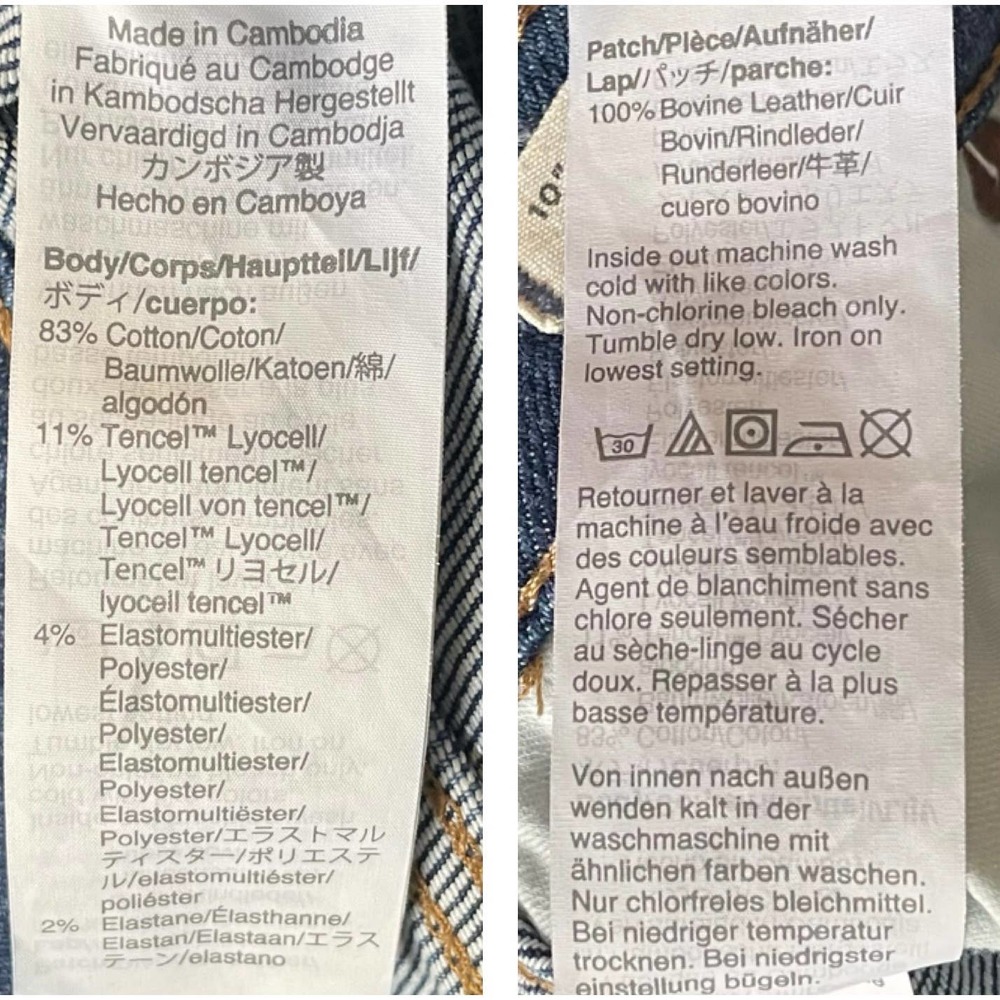 Made in Cambodia
Fabriqué au Cambodge
in Kambodscha Hergestellt
Vervaardigd in Cambodja
カンボジア製
Hecho en Camboya
Body/Corps/Hauptteil/Lijf/
ボディ/cuerpo:
83% Cotton/Coton/
Baumwolle/Katoen/綿/
algodón
11% Tencel™ Lyocell/
Lyocell tencel™/
Lyocell von tencel™/
Tencel™ Lyocell/
Tencel™ リヨセル/
lyocell tencel™
4% Elastomultiester/
Polyester/
Élastomultiester/
Polyester/
Elastomultiester/
Polyester/
Elastomultiëster/
Polyester/エラストマル
ティスター/ポリエステ
ル/elastomultiéster/
poliéster
2% Elastane/Élasthanne/
Elastan/Elastaan/エラス
テーン/elastano
Patch/Pièce/Aufnäher/
Lap/パッチ/parche:
100% Bovine Leather/Cuir
Bovin/Rindleder/
Runderleer/牛革/
cuero bovino
10"
Inside out machine wash
cold with like colors.
Non-chlorine bleach only.
Tumble dry low. Iron on
lowest setting.
30
Retourner et laver à la
machine à l'eau froide avec
des couleurs semblables.
Agent de blanchiment sans
chlore seulement. Sécher
au sèche-linge au cycle
doux. Repasser à la plus
basse température.
Von innen nach außen
wenden kalt in der
waschmaschine mit
ähnlichen farben waschen.
Nur chlorfreles bleichmittel.
Bei niedriger temperatur
trocknen. Bei niedrigster
einstellung bügeln.